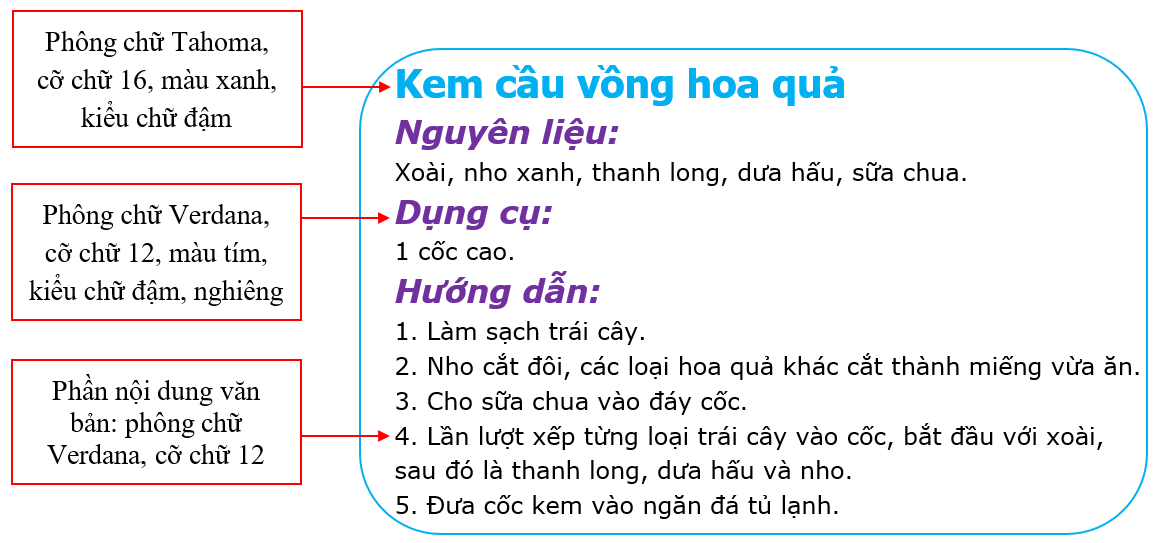 Phông chữ Tahoma,
cỡ chữ 16, màu xanh,
kiểu chữ đậm
Phông chữ Verdana,
cỡ chữ 12, màu tím,
kiểu chữ đậm, nghiêng
Phần nội dung văn
bản: phông chữ
Verdana, cỡ chữ 12
Kem cầu vồng hoa quả
Nguyên liệu:
Xoài, nho xanh, thanh long, dưa hấu, sữa chua.
Dụng cụ:
1 cốc cao.
Hướng dẫn:
1. Làm sạch trái cây.
2. Nho cắt đôi, các loại hoa quả khác cắt thành miếng vừa ăn.
3. Cho sữa chua vào đáy cốc.
4. Lần lượt xếp từng loại trái cây vào cốc, bắt đầu với xoài,
sau đó là thanh long, dưa hấu và nho.
5. Đưa cốc kem vào ngăn đá tủ lạnh.